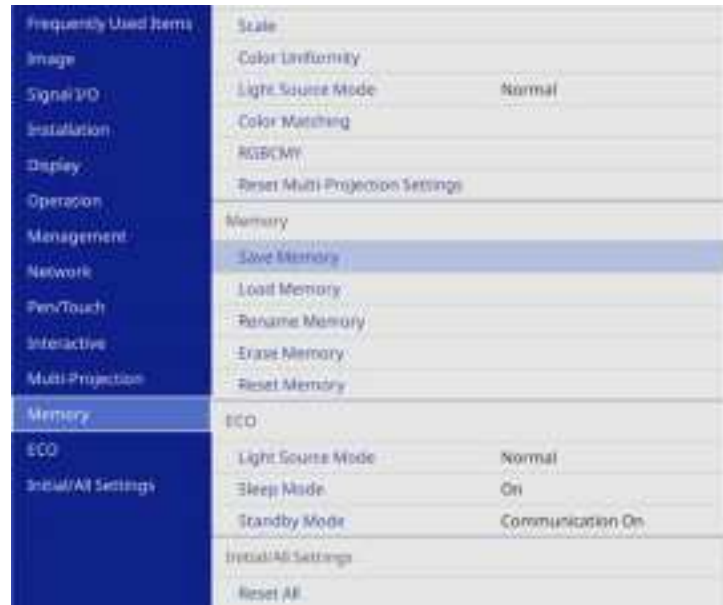 Frequently Used Items
Image
Signal I/O
Installation
Display
Operation
Management
Network
Pen/Touch
Interactive
Multi-Projection
Memory
ECO
Initial/All Settings
Scale
Color Uniformity
Light Source Mode Normal
Color Matching
RGBCMY
Reset Multi-Projection Settings
Memory
Save Memory
Load Memory
Rename Memory
Erase Memory
Reset Memory
ECO
Light Source Mode Normal
Sleep Mode On
Standby Mode Communication On
Initial/All Settings
Reset All